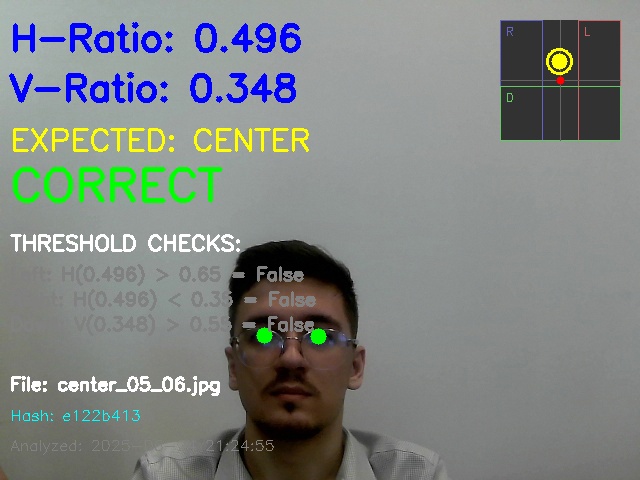 H-Ratio: 0.496
V-Ratio: 0.348
EXPECTED: CENTER
CORRECT
R
L
D
THRESHOLD CHECKS:
H(0.496) > 0.65 = False
H(0.496) < 0.35 = False
V(0.348) > 0.55 = False
File: center_05_06.jpg
Hash: e122b413
Analyzed: 21:24:55